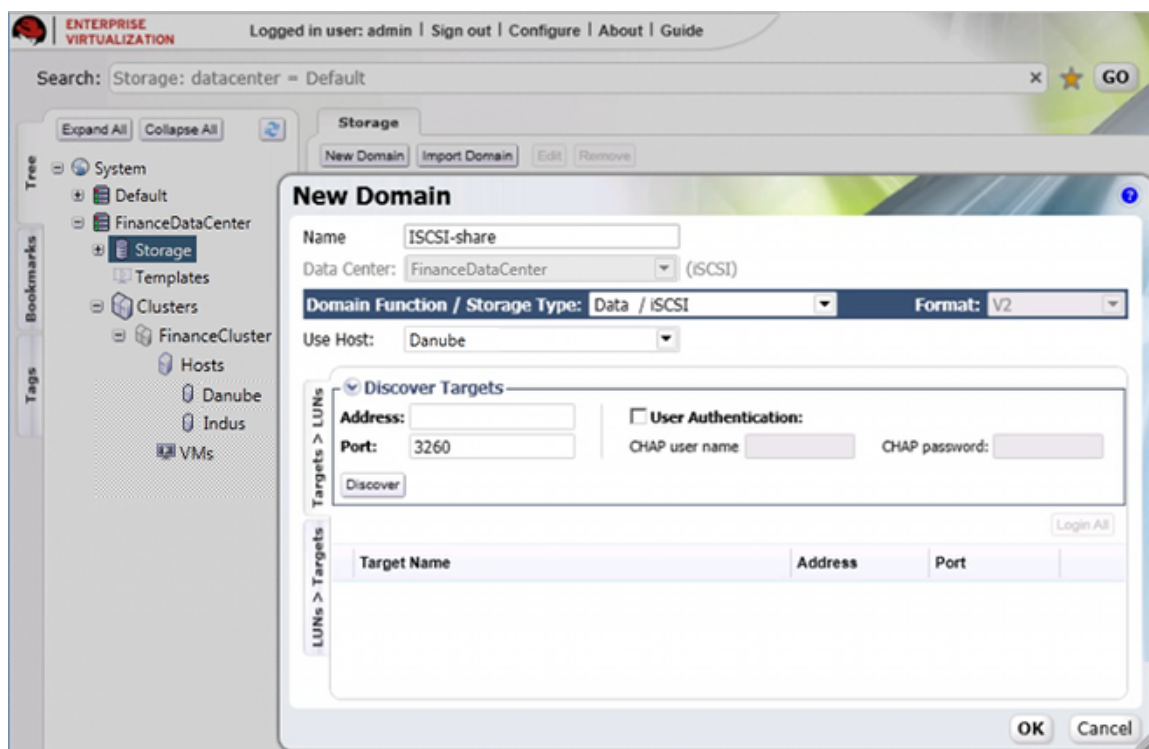 ENTERPRISE
VIRTUALIZATION
Logged in user: admin | Sign out | Configure | About | Guide
Search: Storage: datacenter = Default
GO
Tree
Bookmarks
Tags
Expand All Collapse All
System
Default
FinanceDataCenter
Storage
Templates
Clusters
FinanceCluster
Hosts
Danube
Indus
VMs
Storage
New Domain Import Domain Edit Remove
New Domain
Name ISCSI-share
Data Center: FinanceDataCenter (iSCSI)
Domain Function / Storage Type: Data / iSCSI Format: V2
Use Host: Danube
Targets > LUNs
LUNs > Targets
Discover Targets
Address: User Authentication:
Port: 3260 CHAP user name CHAP password:
Discover
Login All
Target Name Address Port
OK Cancel